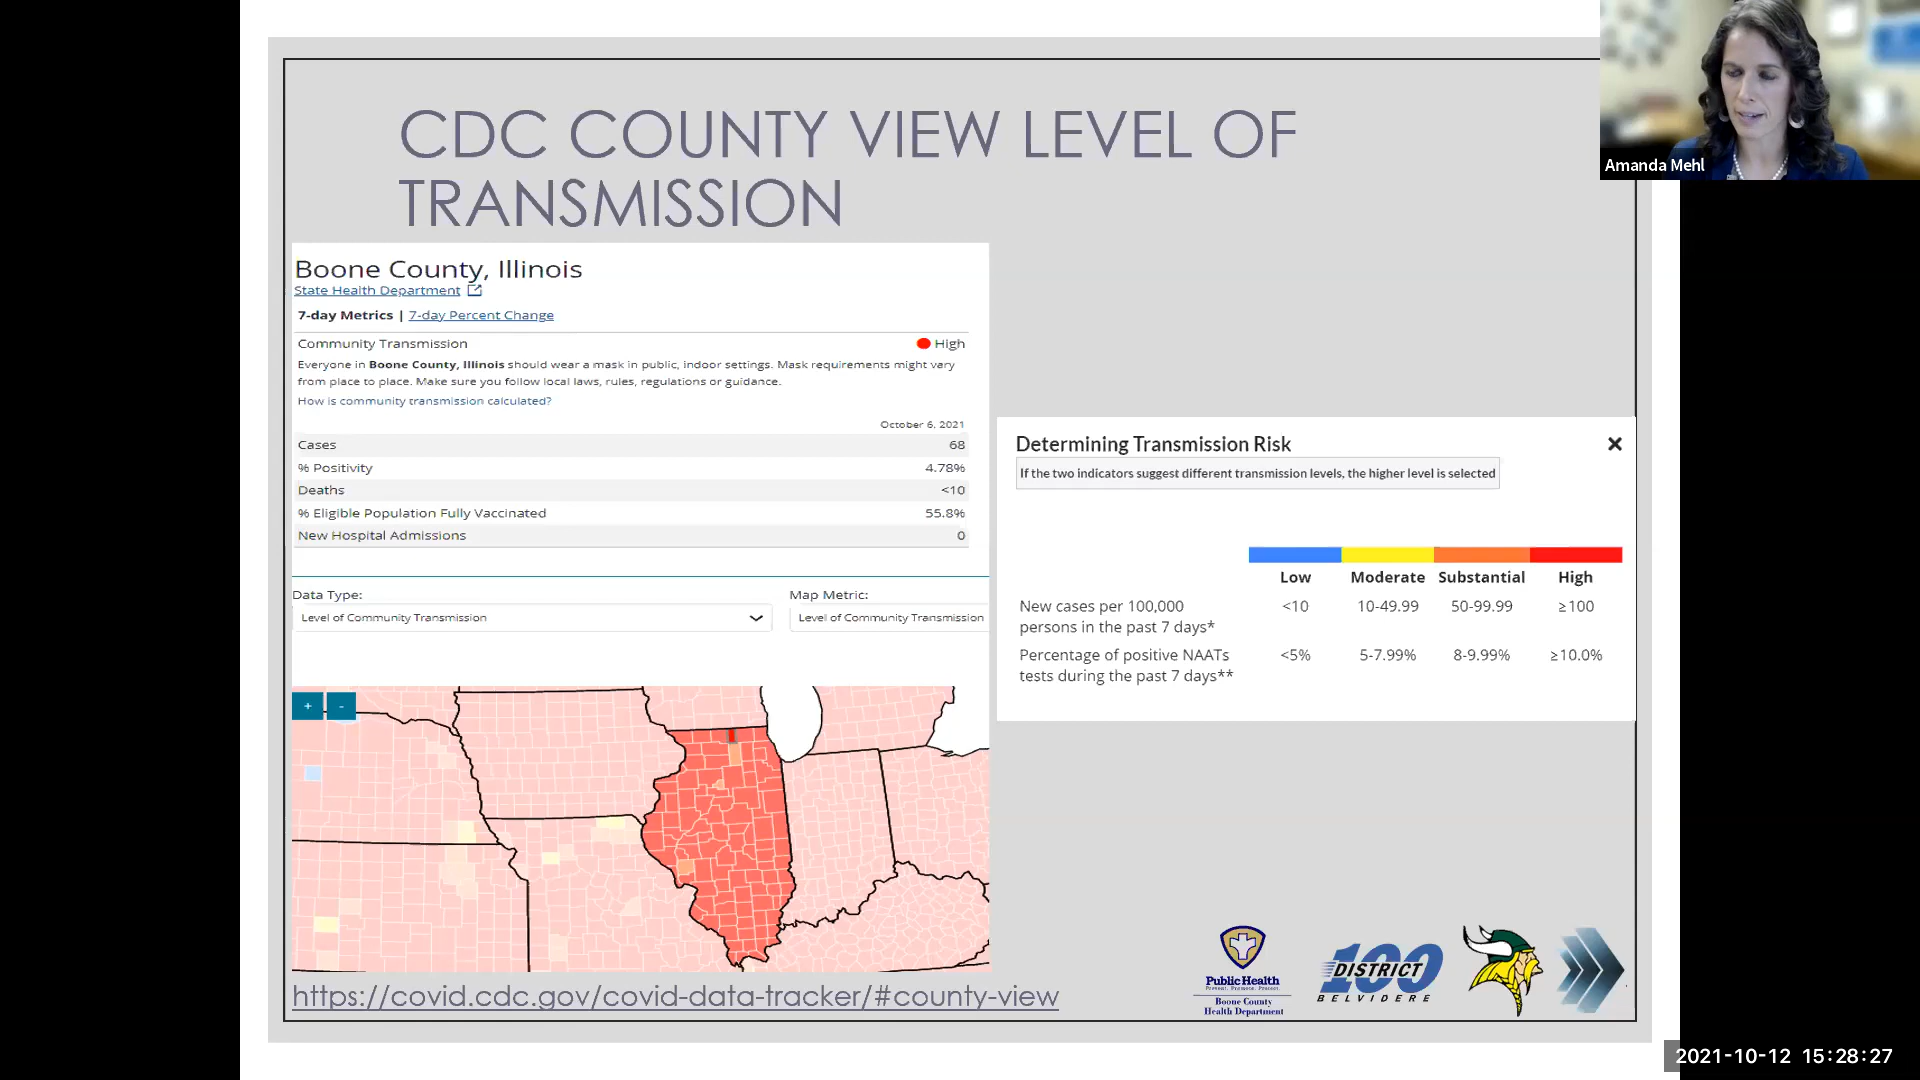 CDC COUNTY VIEW LEVEL OF
TRANSMISSION
Amanda Mehl
Boone County, Illinois
State Health Department
7-day Metrics | 7-day Percent Change
Community Transmission High
Everyone in Boone County, Illinois should wear a mask in public, indoor settings. Mask requirements might vary
from place to place. Make sure you follow local laws, rules, regulations or guidance.
How is community transmission calculated?
October 6, 2021
Cases 68
% Positivity 4.78%
Deaths <10
% Eligible Population Fully Vaccinated 55.8%
New Hospital Admissions 0
Data Type: Map Metric:
Level of Community Transmission Level of Community Transmission
+ -
Determining Transmission Risk
If the two indicators suggest different transmission levels, the higher level is selected
Low Moderate Substantial High
New cases per 100,000 <10 10-49.99 50-99.99 ≥100
persons in the past 7 days*
Percentage of positive NAATs <5% 5-7.99% 8-9.99% ≥10.0%
tests during the past 7 days**
https://covid.cdc.gov/covid-data-tracker/#county-view
Public Health
Prevent. Promote. Protect.
Boone County
Health Department
DISTRICT 100
BELVIDERE
2021-10-12 15:28:27